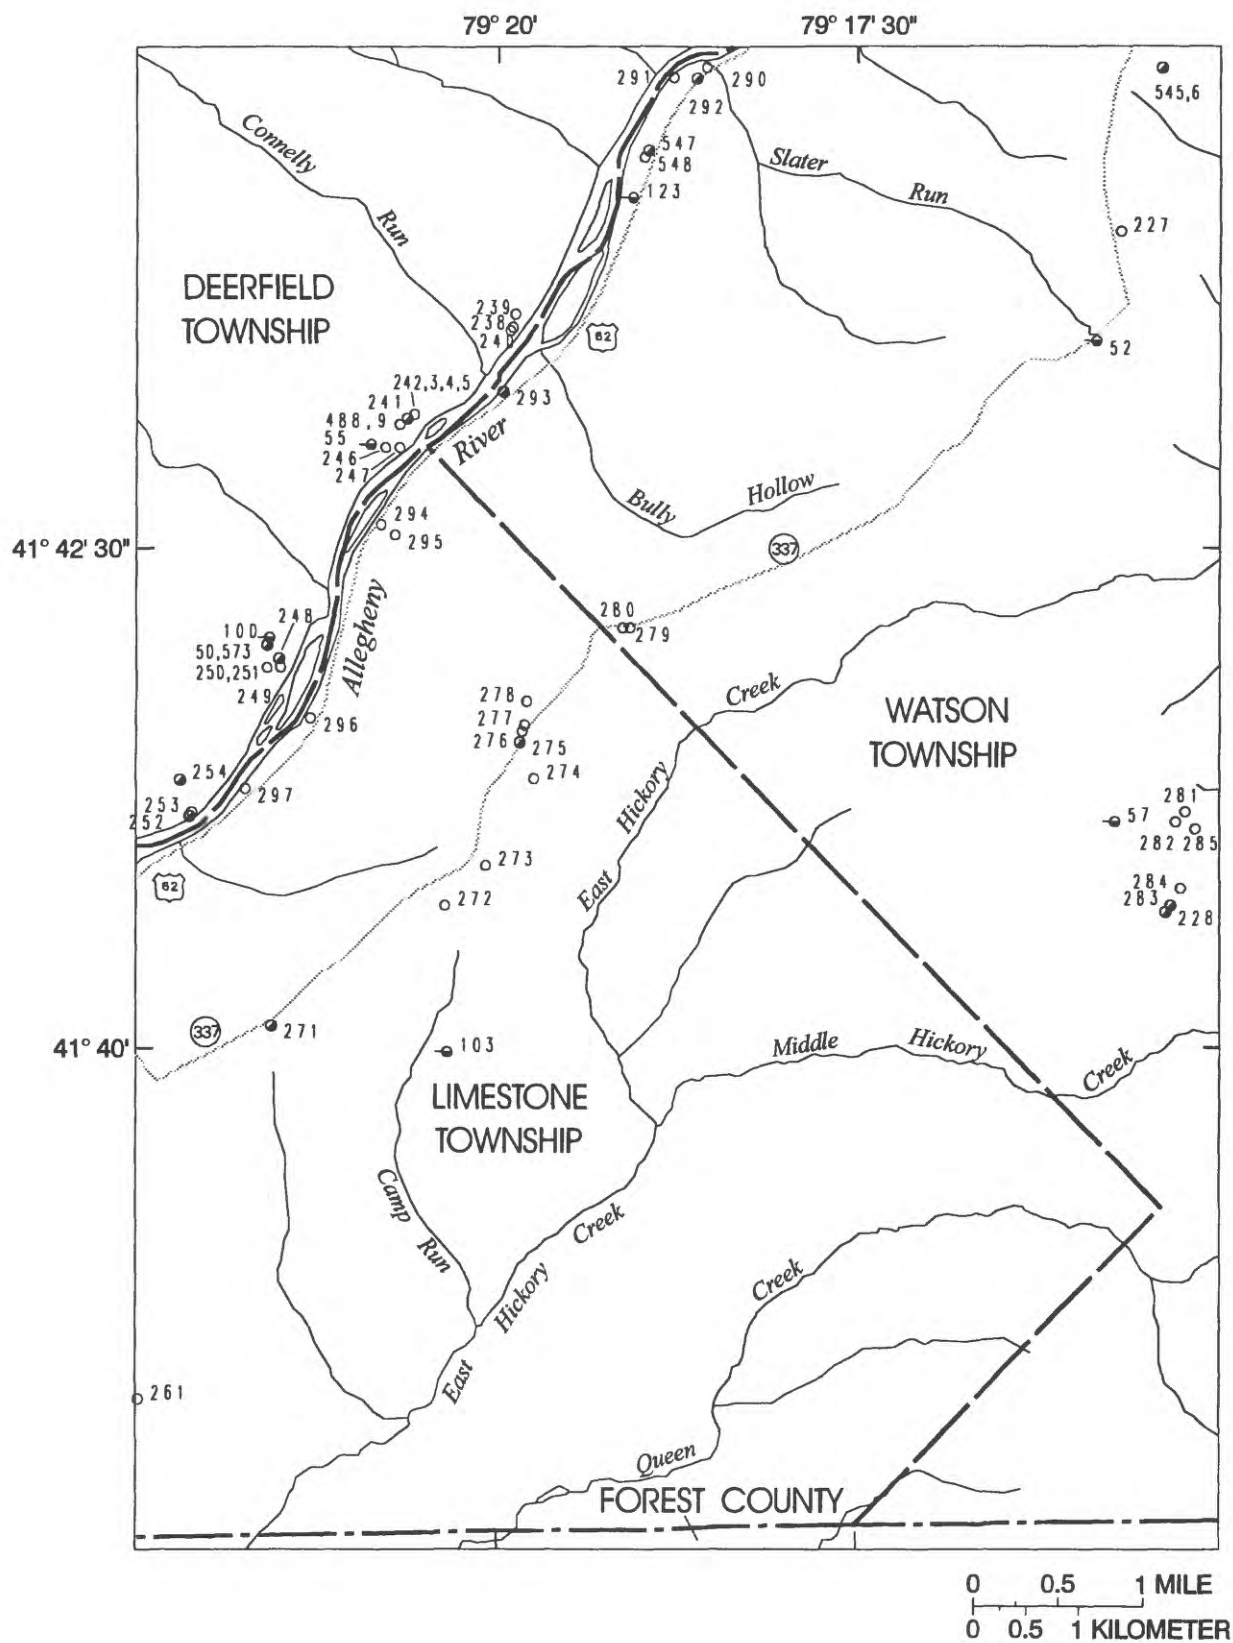 79° 20'
79° 17' 30"
291
290
292
545,6
547
548
123
Connelly
Run
Slater
Run
227
DEERFIELD
TOWNSHIP
239
238
240
62
52
242,3,4,5
241
488,9
55
246
247
293
River
Bully
Hollow
294
295
41° 42' 30"
337
Allegheny
280
279
100
248
50,573
250,251
249
296
278
277
276
275
274
Creek
WATSON
TOWNSHIP
Hickory
254
297
253
252
281
57
282
285
273
62
East
272
284
283
228
271
337
41° 40'
103
Middle
Hickory
Creek
LIMESTONE
TOWNSHIP
Camp
Run
Creek
Hickory
East
Creek
261
Queen
FOREST COUNTY
0 0.5 1 MILE
0 0.5 1 KILOMETER